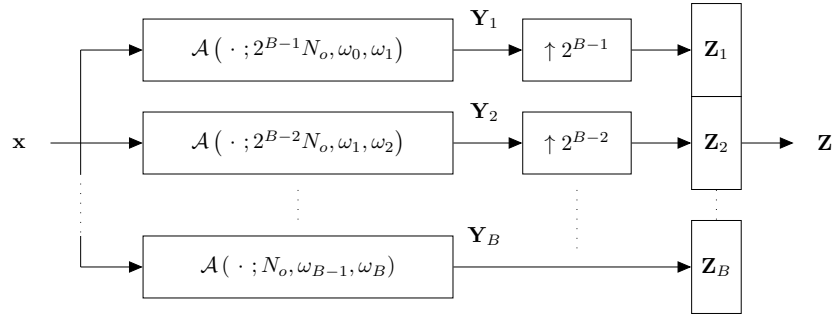 Y₁
𝒜( · ; 2^{B−1}N_o, ω₀, ω₁) ↑ 2^{B−1} Z₁
Y₂
x 𝒜( · ; 2^{B−2}N_o, ω₁, ω₂) ↑ 2^{B−2} Z₂ Z
Y_B
𝒜( · ; N_o, ω_{B−1}, ω_B) Z_B